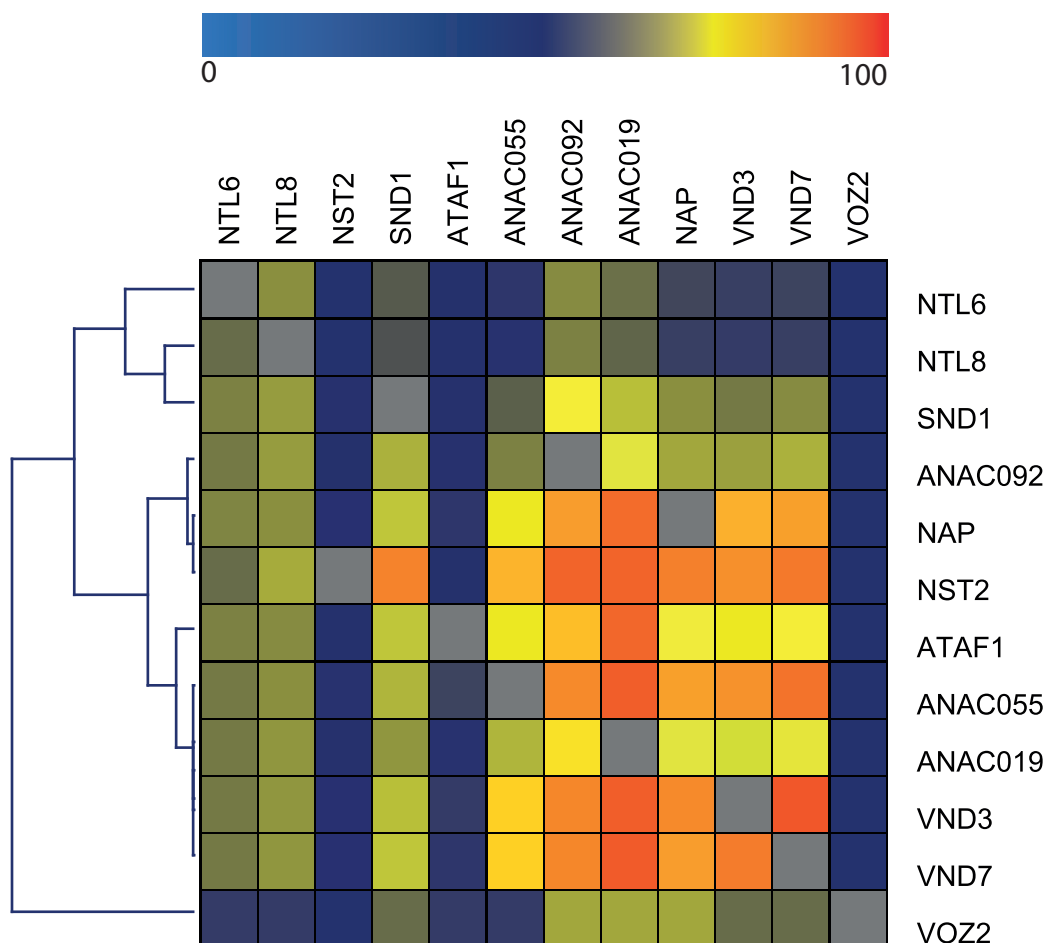 0
100
NTL6
NTL8
NST2
SND1
ATAF1
ANAC055
ANAC092
ANAC019
NAP
VND3
VND7
VOZ2
NTL6
NTL8
SND1
ANAC092
NAP
NST2
ATAF1
ANAC055
ANAC019
VND3
VND7
VOZ2